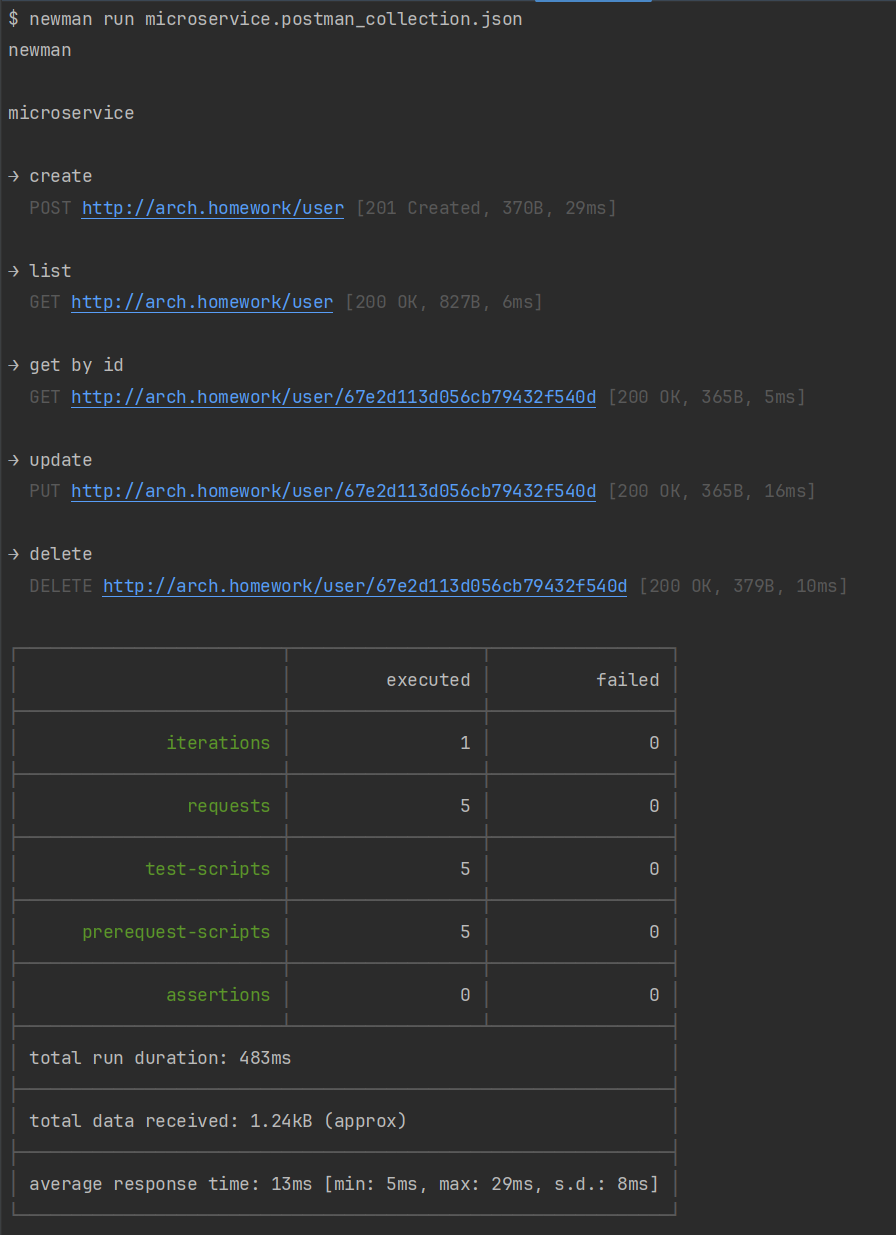 $ newman run microservice.postman_collection.json
newman
microservice
→ create
POST http://arch.homework/user [201 Created, 370B, 29ms]
→ list
GET http://arch.homework/user [200 OK, 827B, 6ms]
→ get by id
GET http://arch.homework/user/67e2d113d056cb79432f540d [200 OK, 365B, 5ms]
→ update
PUT http://arch.homework/user/67e2d113d056cb79432f540d [200 OK, 365B, 16ms]
→ delete
DELETE http://arch.homework/user/67e2d113d056cb79432f540d [200 OK, 379B, 10ms]
executed failed
iterations 1 0
requests 5 0
test-scripts 5 0
prerequest-scripts 5 0
assertions 0 0
total run duration: 483ms
total data received: 1.24kB (approx)
average response time: 13ms [min: 5ms, max: 29ms, s.d.: 8ms]